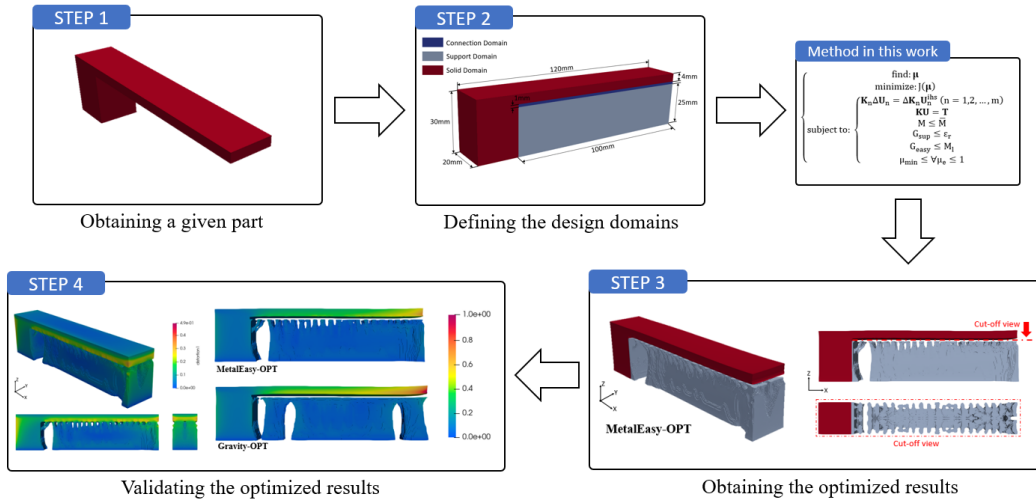 STEP 1
Obtaining a given part
STEP 2
Connection Domain
Support Domain
Solid Domain
120mm
4mm
25mm
30mm
20mm
100mm
Defining the design domains
Method in this work
find: μ
minimize: J(μ)
subject to:
KₙΔUₙ = ΔKₙUₙⁱʰˢ (n = 1,2, …, m)
KU = T
M ≤ M̄
G_sup ≤ ε_r
G_easy ≤ M_l
μ_min ≤ ∀μ_e ≤ 1
STEP 4
0.0e+00
Z
Y
X
MetalEasy-OPT
Gravity-OPT
1.0e+00
0.8
0.6
0.4
0.2
0.0e+00
Validating the optimized results
STEP 3
Z
Y
X
MetalEasy-OPT
Cut-off view
Z
X
Cut-off view
Obtaining the optimized results